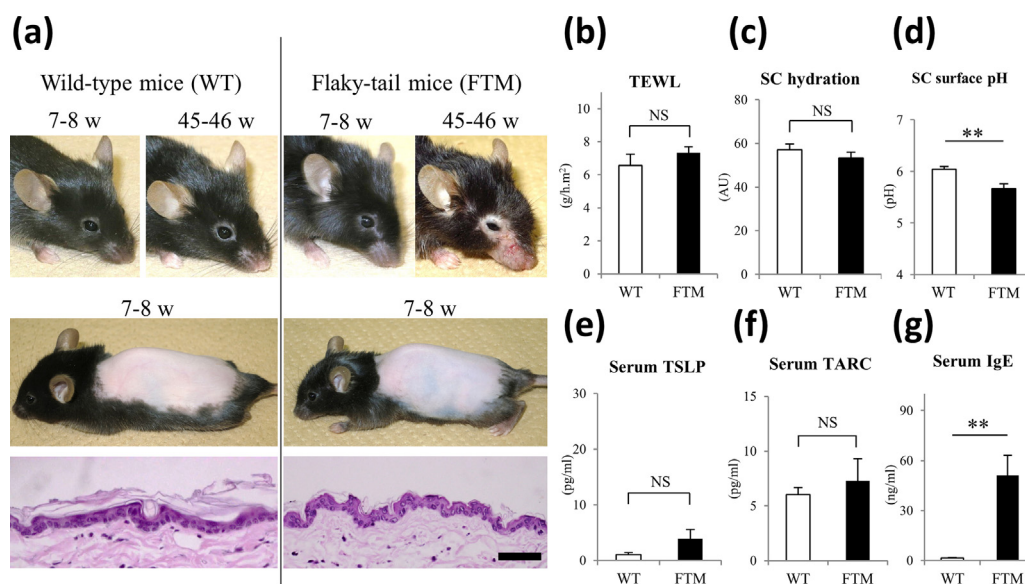 (a)
Wild-type mice (WT)
Flaky-tail mice (FTM)
7-8 w
45-46 w
7-8 w
45-46 w
7-8 w
7-8 w
(b)
TEWL
NS
10
8
6
4
2
0
(g/h.m²)
WT
FTM
(c)
SC hydration
NS
60
40
20
0
(AU)
WT
FTM
(d)
SC surface pH
**
7
6
5
4
(pH)
WT
FTM
(e)
Serum TSLP
NS
30
20
10
0
(pg/ml)
WT
FTM
(f)
Serum TARC
NS
15
10
5
0
(pg/ml)
WT
FTM
(g)
Serum IgE
**
90
60
30
0
(ng/ml)
WT
FTM